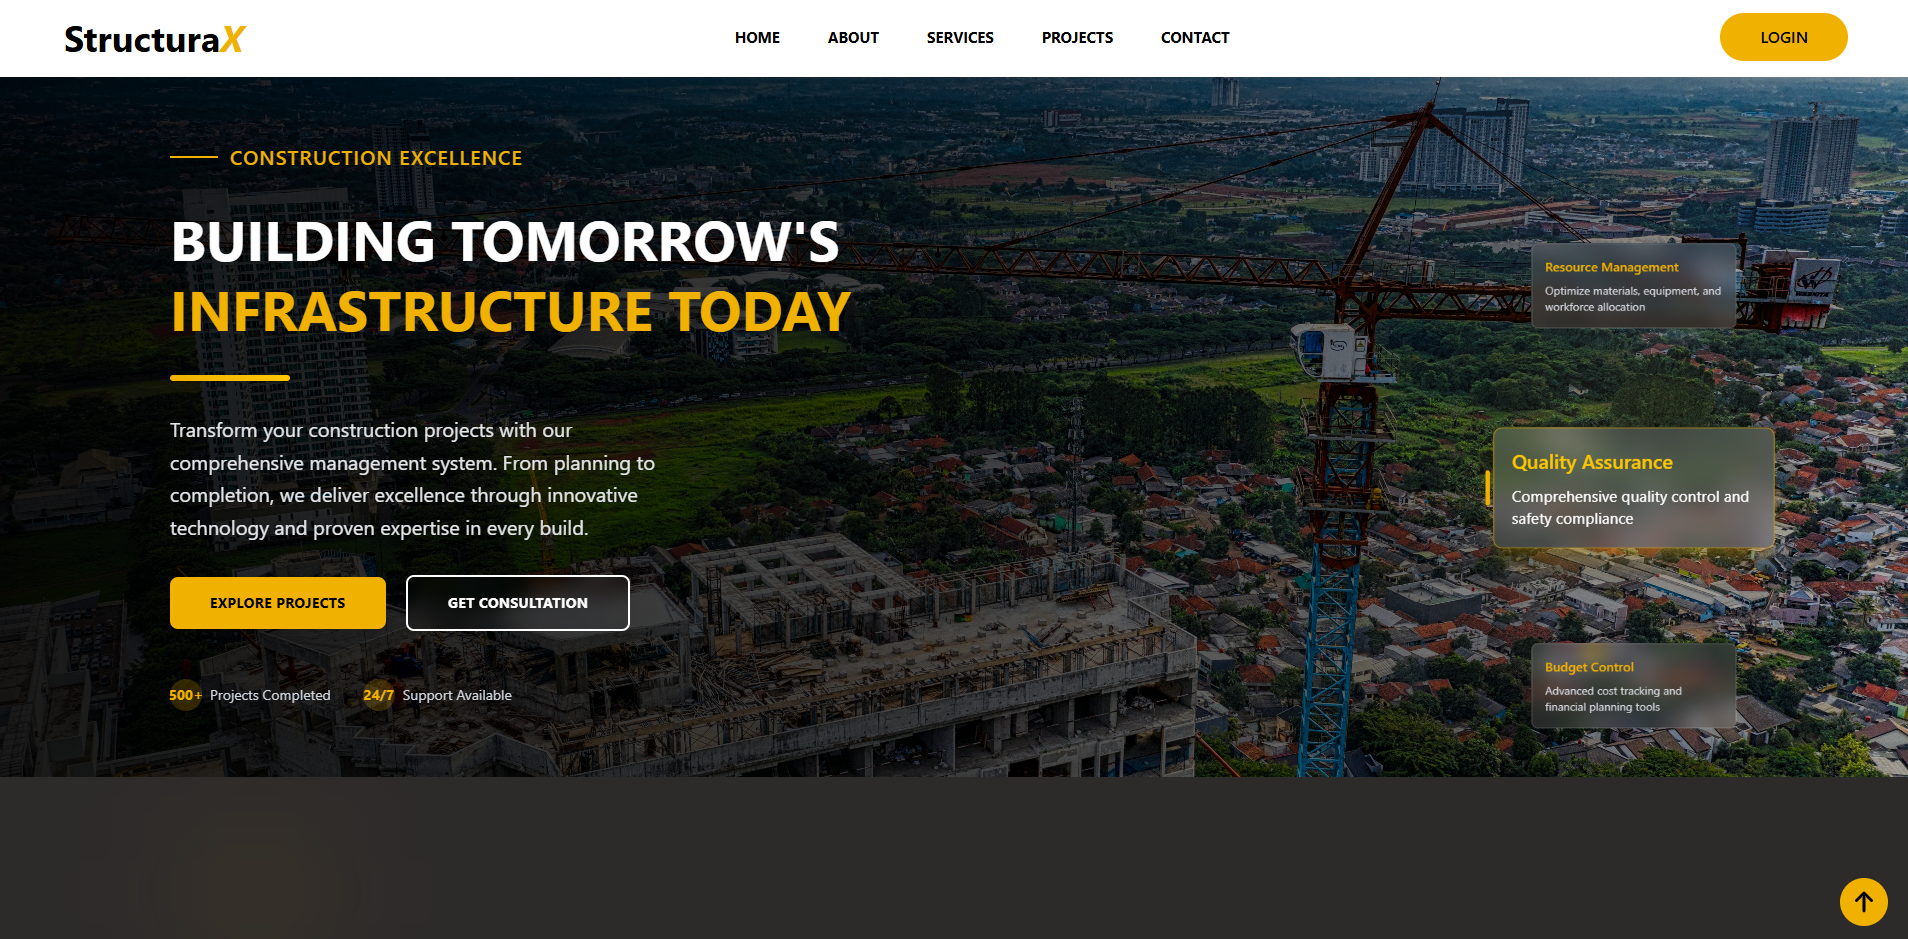 StructuraX
HOME
ABOUT
SERVICES
PROJECTS
CONTACT
LOGIN
CONSTRUCTION EXCELLENCE
BUILDING TOMORROW'S
INFRASTRUCTURE TODAY
Transform your construction projects with our
comprehensive management system. From planning to
completion, we deliver excellence through innovative
technology and proven expertise in every build.
EXPLORE PROJECTS
GET CONSULTATION
500+ Projects Completed
24/7 Support Available
Resource Management
Optimize materials, equipment, and
workforce allocation
Quality Assurance
Comprehensive quality control and
safety compliance
Budget Control
Advanced cost tracking and
financial planning tools